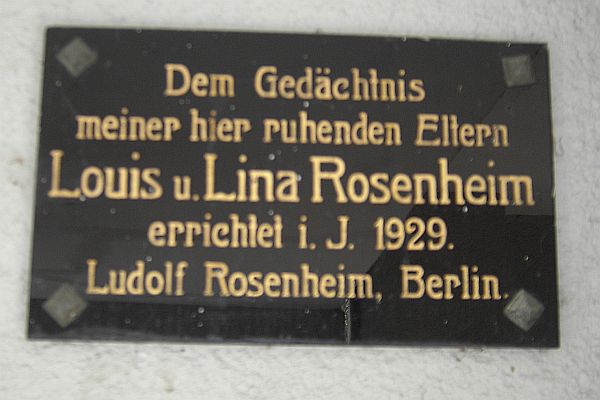 Dem Gedächtnis
meiner hier ruhenden Eltern
Louis u. Lina Rosenheim
errichtet i. J. 1929.
Ludolf Rosenheim, Berlin.